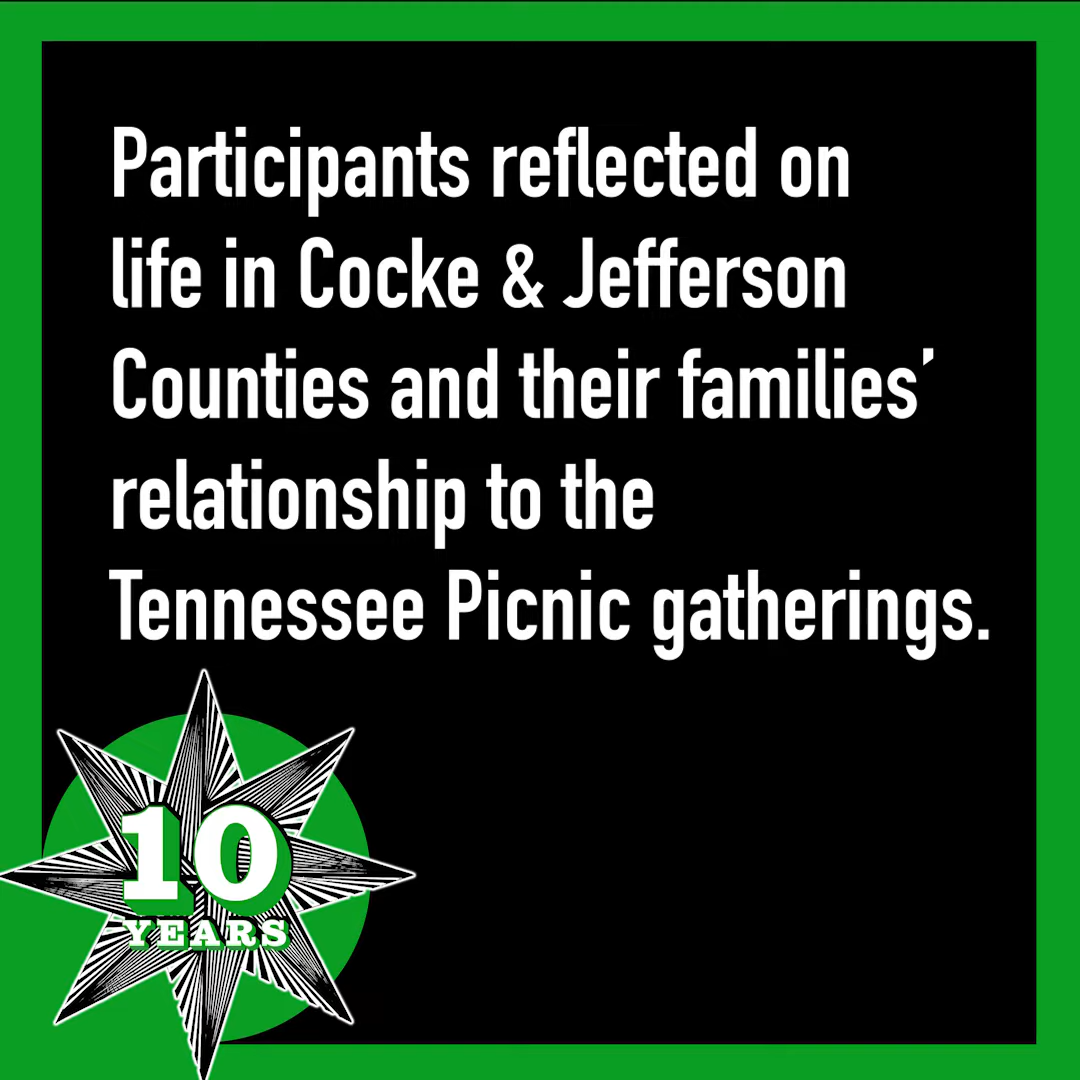 Participants reflected on
life in Cocke & Jefferson
Counties and their families’
relationship to the
Tennessee Picnic gatherings.
10
YEARS